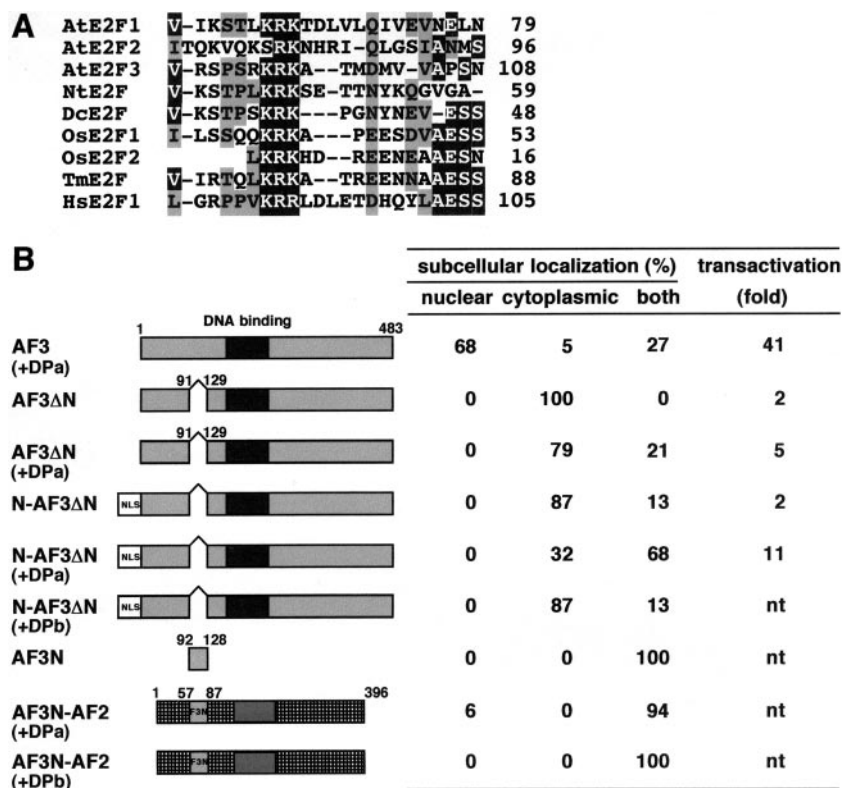 A
AtE2F1 V-IKSTLKRKTDLVLQIVEVNELN 79
AtE2F2 ITQKVQKSRKNHRI-QLGSIANMS 96
AtE2F3 V-RSPSRKRKA--TMDMV-VAPSN 108
NtE2F V-KSTPLKRKSE-TTNYKQGVGA- 59
DcE2F V-KSTPSKRK---PGNYNEV-ESS 48
OsE2F1 I-LSSQQKRKA--PEESDVAESS 53
OsE2F2 LKRKHD--REENEAAESN 16
TmE2F V-IRTQLKRKA--TREENNAAESS 88
HsE2F1 L-GRPPVKRRLDLETDHQYLAESS 105
B
subcellular localization (%) transactivation
nuclear cytoplasmic both (fold)
DNA binding
1 483
AF3 68 5 27 41
(+DPa)
91 129
AF3ΔN 0 100 0 2
91 129
AF3ΔN 0 79 21 5
(+DPa)
N-AF3ΔN NLS 0 87 13 2
N-AF3ΔN NLS 0 32 68 11
(+DPa)
N-AF3ΔN NLS 0 87 13 nt
(+DPb)
92 128
AF3N 0 0 100 nt
1 57 87 396
AF3N-AF2 F3N 6 0 94 nt
(+DPa)
AF3N-AF2 F3N 0 0 100 nt
(+DPb)